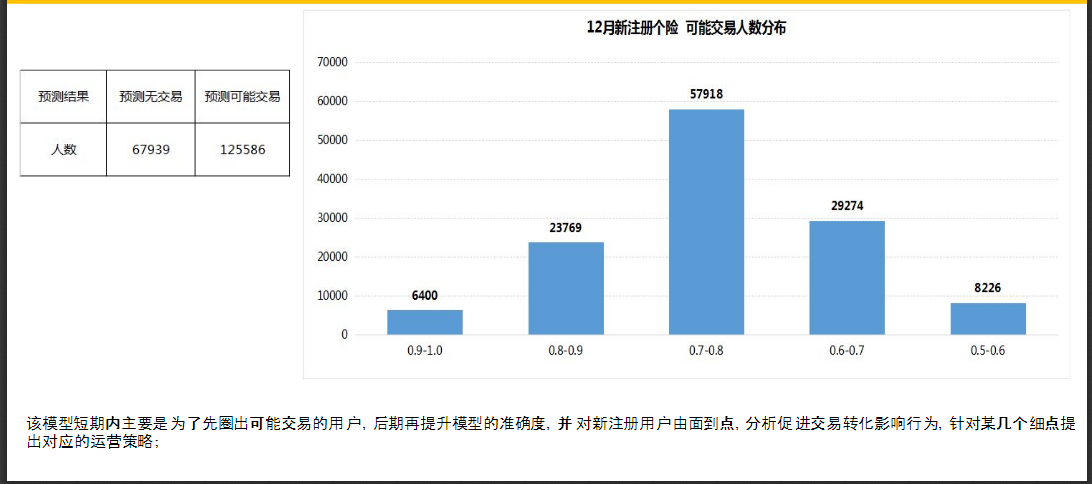 12月新注册个险 可能交易人数分布
预测结果 预测无交易 预测可能交易
人数 67939 125586
70000
60000
50000
40000
30000
20000
10000
0
6400
23769
57918
29274
8226
0.9-1.0 0.8-0.9 0.7-0.8 0.6-0.7 0.5-0.6
该模型短期内主要是为了先圈出可能交易的用户, 后期再提升模型的准确度, 并对新注册用户由面到点, 分析促进交易转化影响行为, 针对某几个细点提
出对应的运营策略;